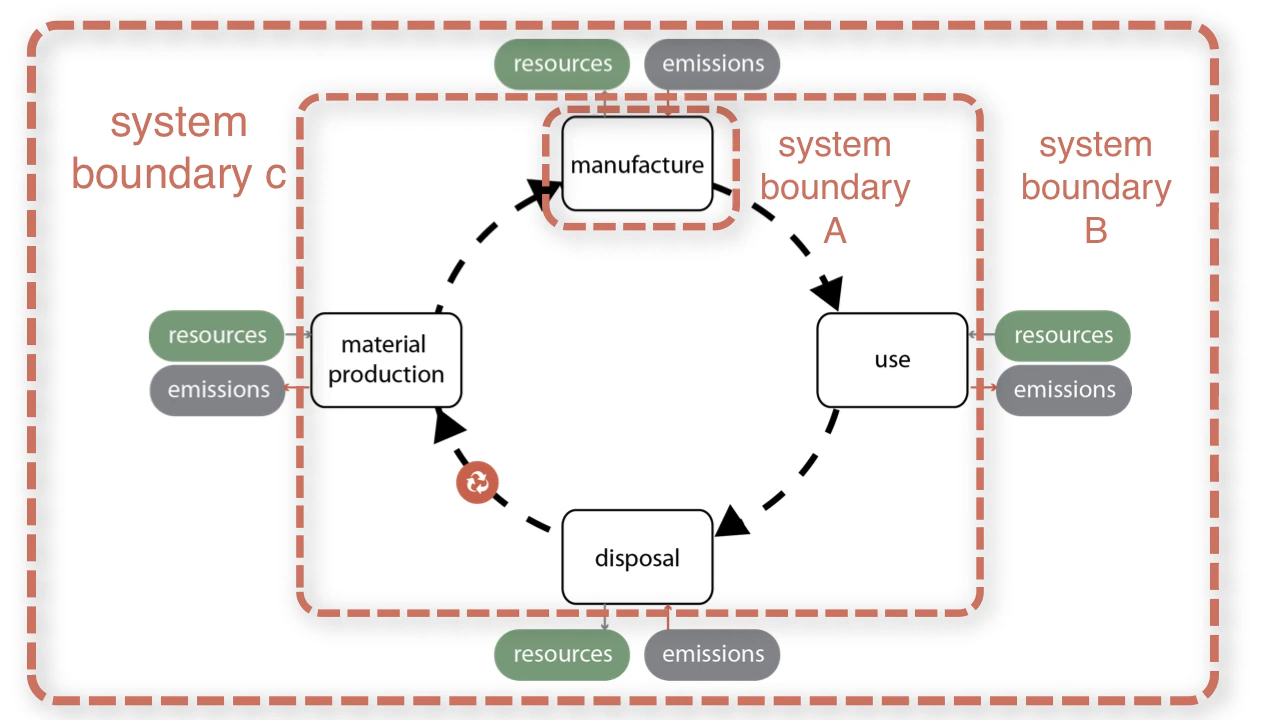 resources
emissions
system
boundary c
manufacture
system
boundary
A
system
boundary
B
resources
emissions
material
production
use
resources
emissions
disposal
resources
emissions